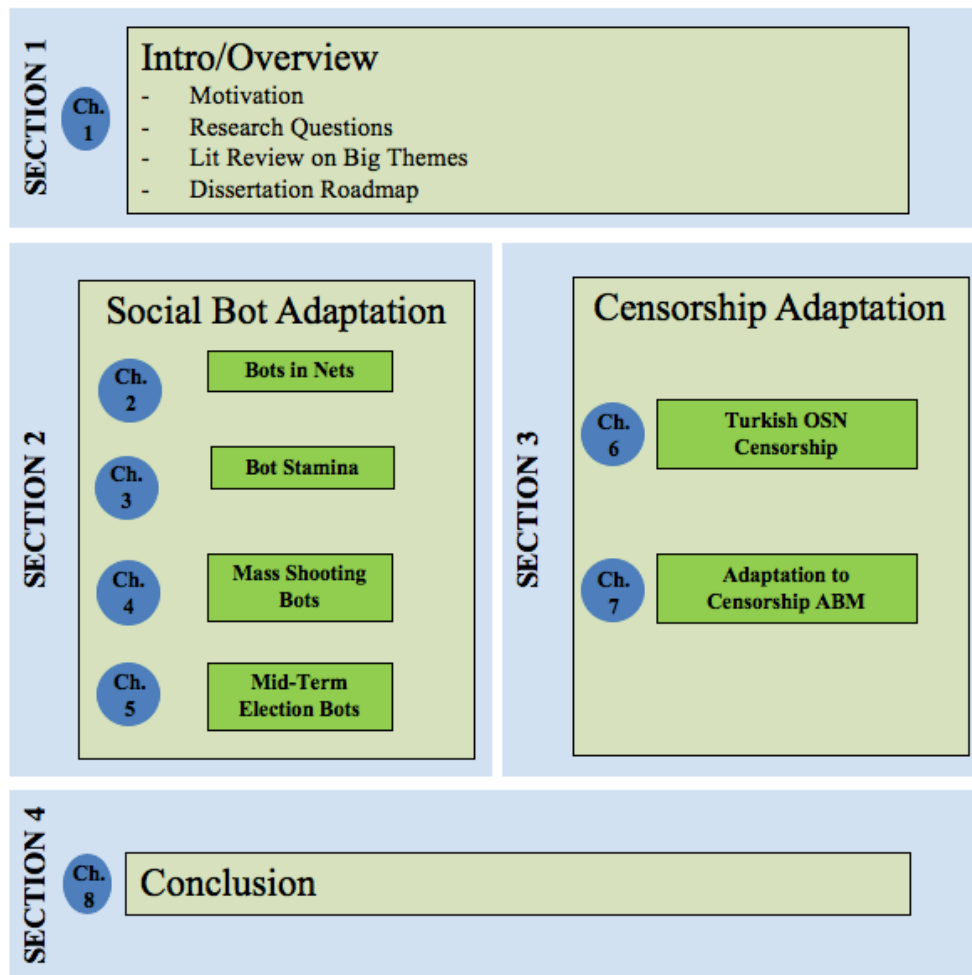 SECTION 1
Ch.
1
Intro/Overview
- Motivation
- Research Questions
- Lit Review on Big Themes
- Dissertation Roadmap
SECTION 2
Social Bot Adaptation
Ch.
2
Bots in Nets
Ch.
3
Bot Stamina
Ch.
4
Mass Shooting
Bots
Ch.
5
Mid-Term
Election Bots
SECTION 3
Censorship Adaptation
Ch.
6
Turkish OSN
Censorship
Ch.
7
Adaptation to
Censorship ABM
SECTION 4
Ch.
8
Conclusion